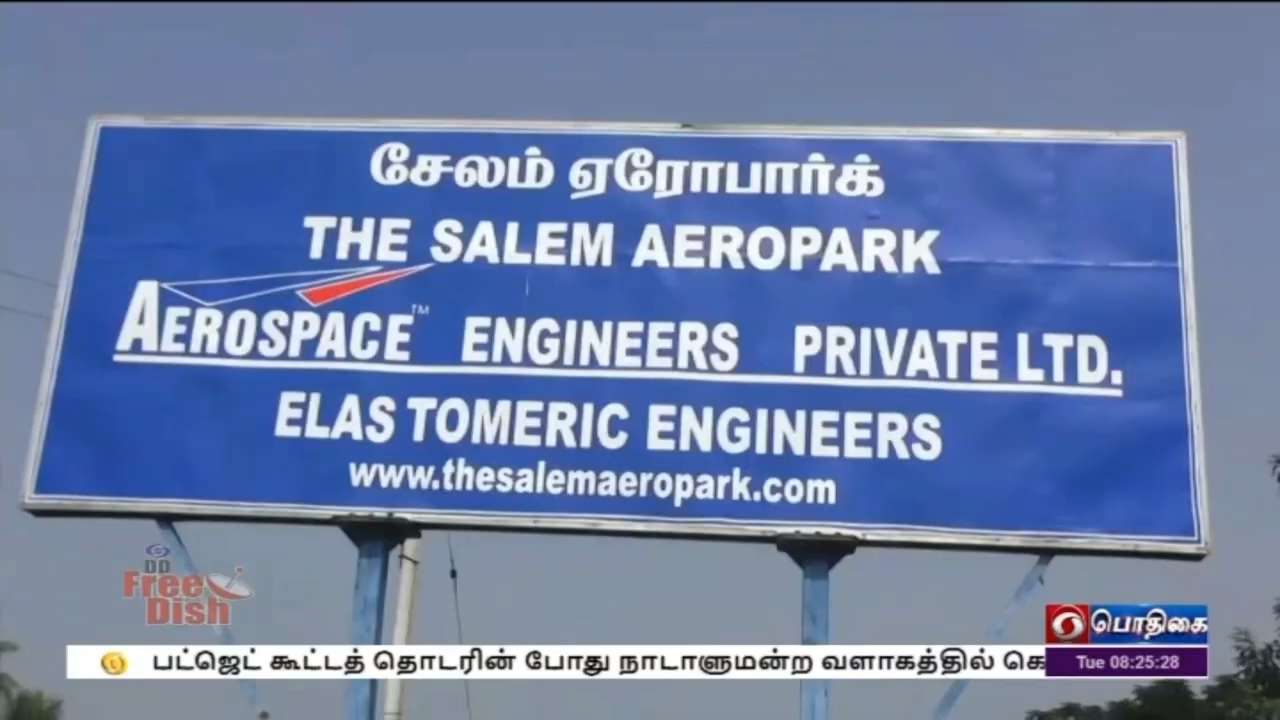 சேலம் ஏரோபார்க்
THE SALEM AEROPARK
AEROSPACE™ ENGINEERS PRIVATE LTD.
ELAS TOMERIC ENGINEERS
www.thesalemaeropark.com
DD
Free
Dish
பொதிகை
பட்ஜெட் கூட்டத் தொடரின் போது நாடாளுமன்ற வளாகத்தில் கெ
Tue 08:25:28